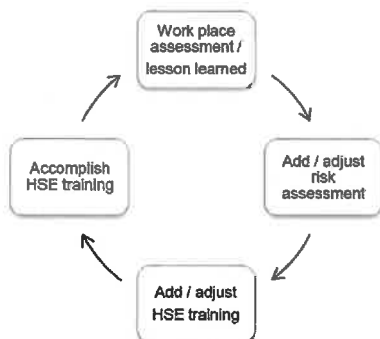 Work place
assessment /
lesson learned
Add / adjust
risk
assessment
Add / adjust
HSE training
Accomplish
HSE training